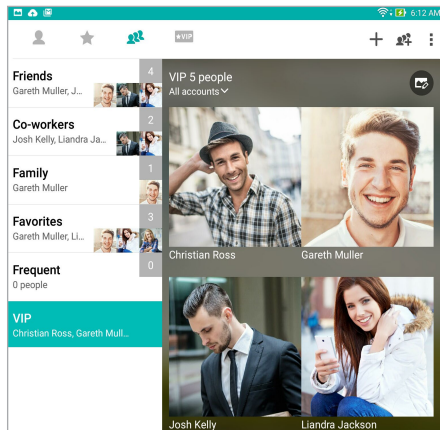 6:12 AM
VIP
Friends
4
Gareth Muller, J...
Co-workers
2
Josh Kelly, Liandra Ja...
Family
1
Gareth Muller
Favorites
3
Gareth Muller, Li...
Frequent
0
0 people
VIP
Christian Ross, Gareth Mull...
VIP 5 people
All accounts
Christian Ross
Gareth Muller
Josh Kelly
Liandra Jackson